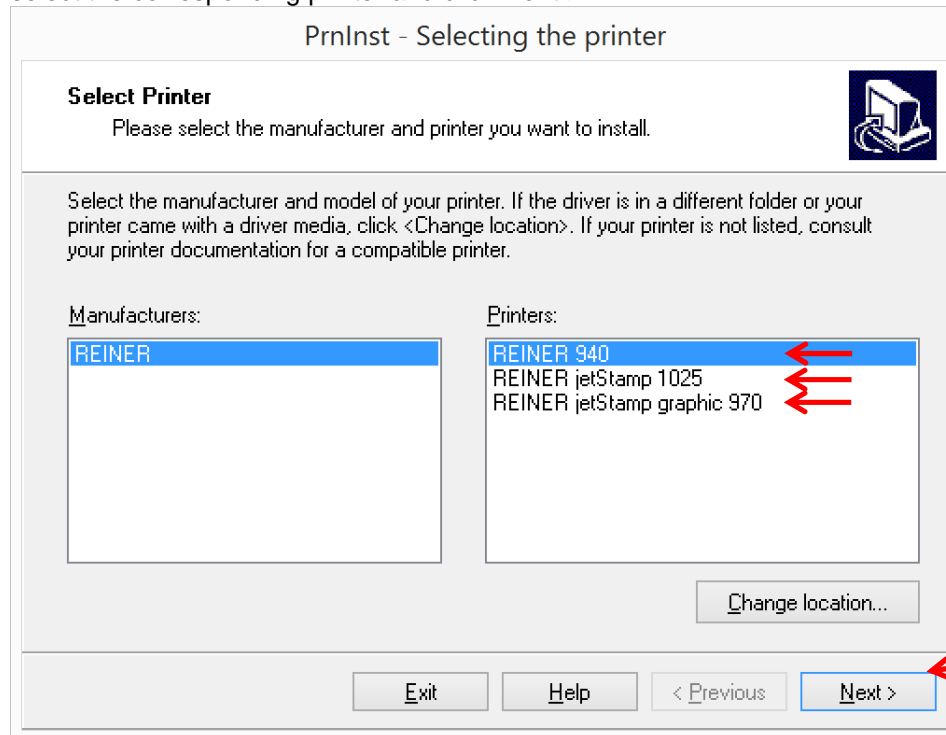 PrnInst - Selecting the printer
Select Printer
Please select the manufacturer and printer you want to install.
Select the manufacturer and model of your printer. If the driver is in a different folder or your
printer came with a driver media, click <Change location>. If your printer is not listed, consult
your printer documentation for a compatible printer.
Manufacturers:
Printers:
REINER
REINER 940
REINER jetStamp 1025
REINER jetStamp graphic 970
Change location...
Exit
Help
< Previous
Next >